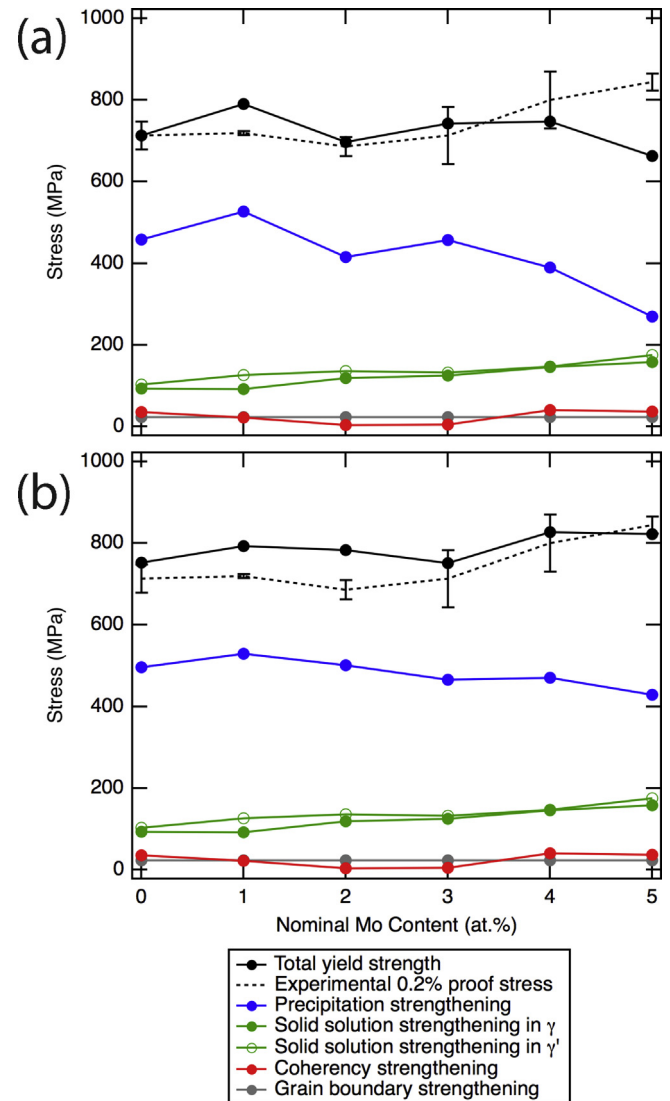 (a)
1000
800
600
400
200
0
Stress (MPa)
(b)
1000
800
600
400
200
0
Stress (MPa)
0 1 2 3 4 5
Nominal Mo Content (at.%)
Total yield strength
Experimental 0.2% proof stress
Precipitation strengthening
Solid solution strengthening in γ
Solid solution strengthening in γ'
Coherency strengthening
Grain boundary strengthening